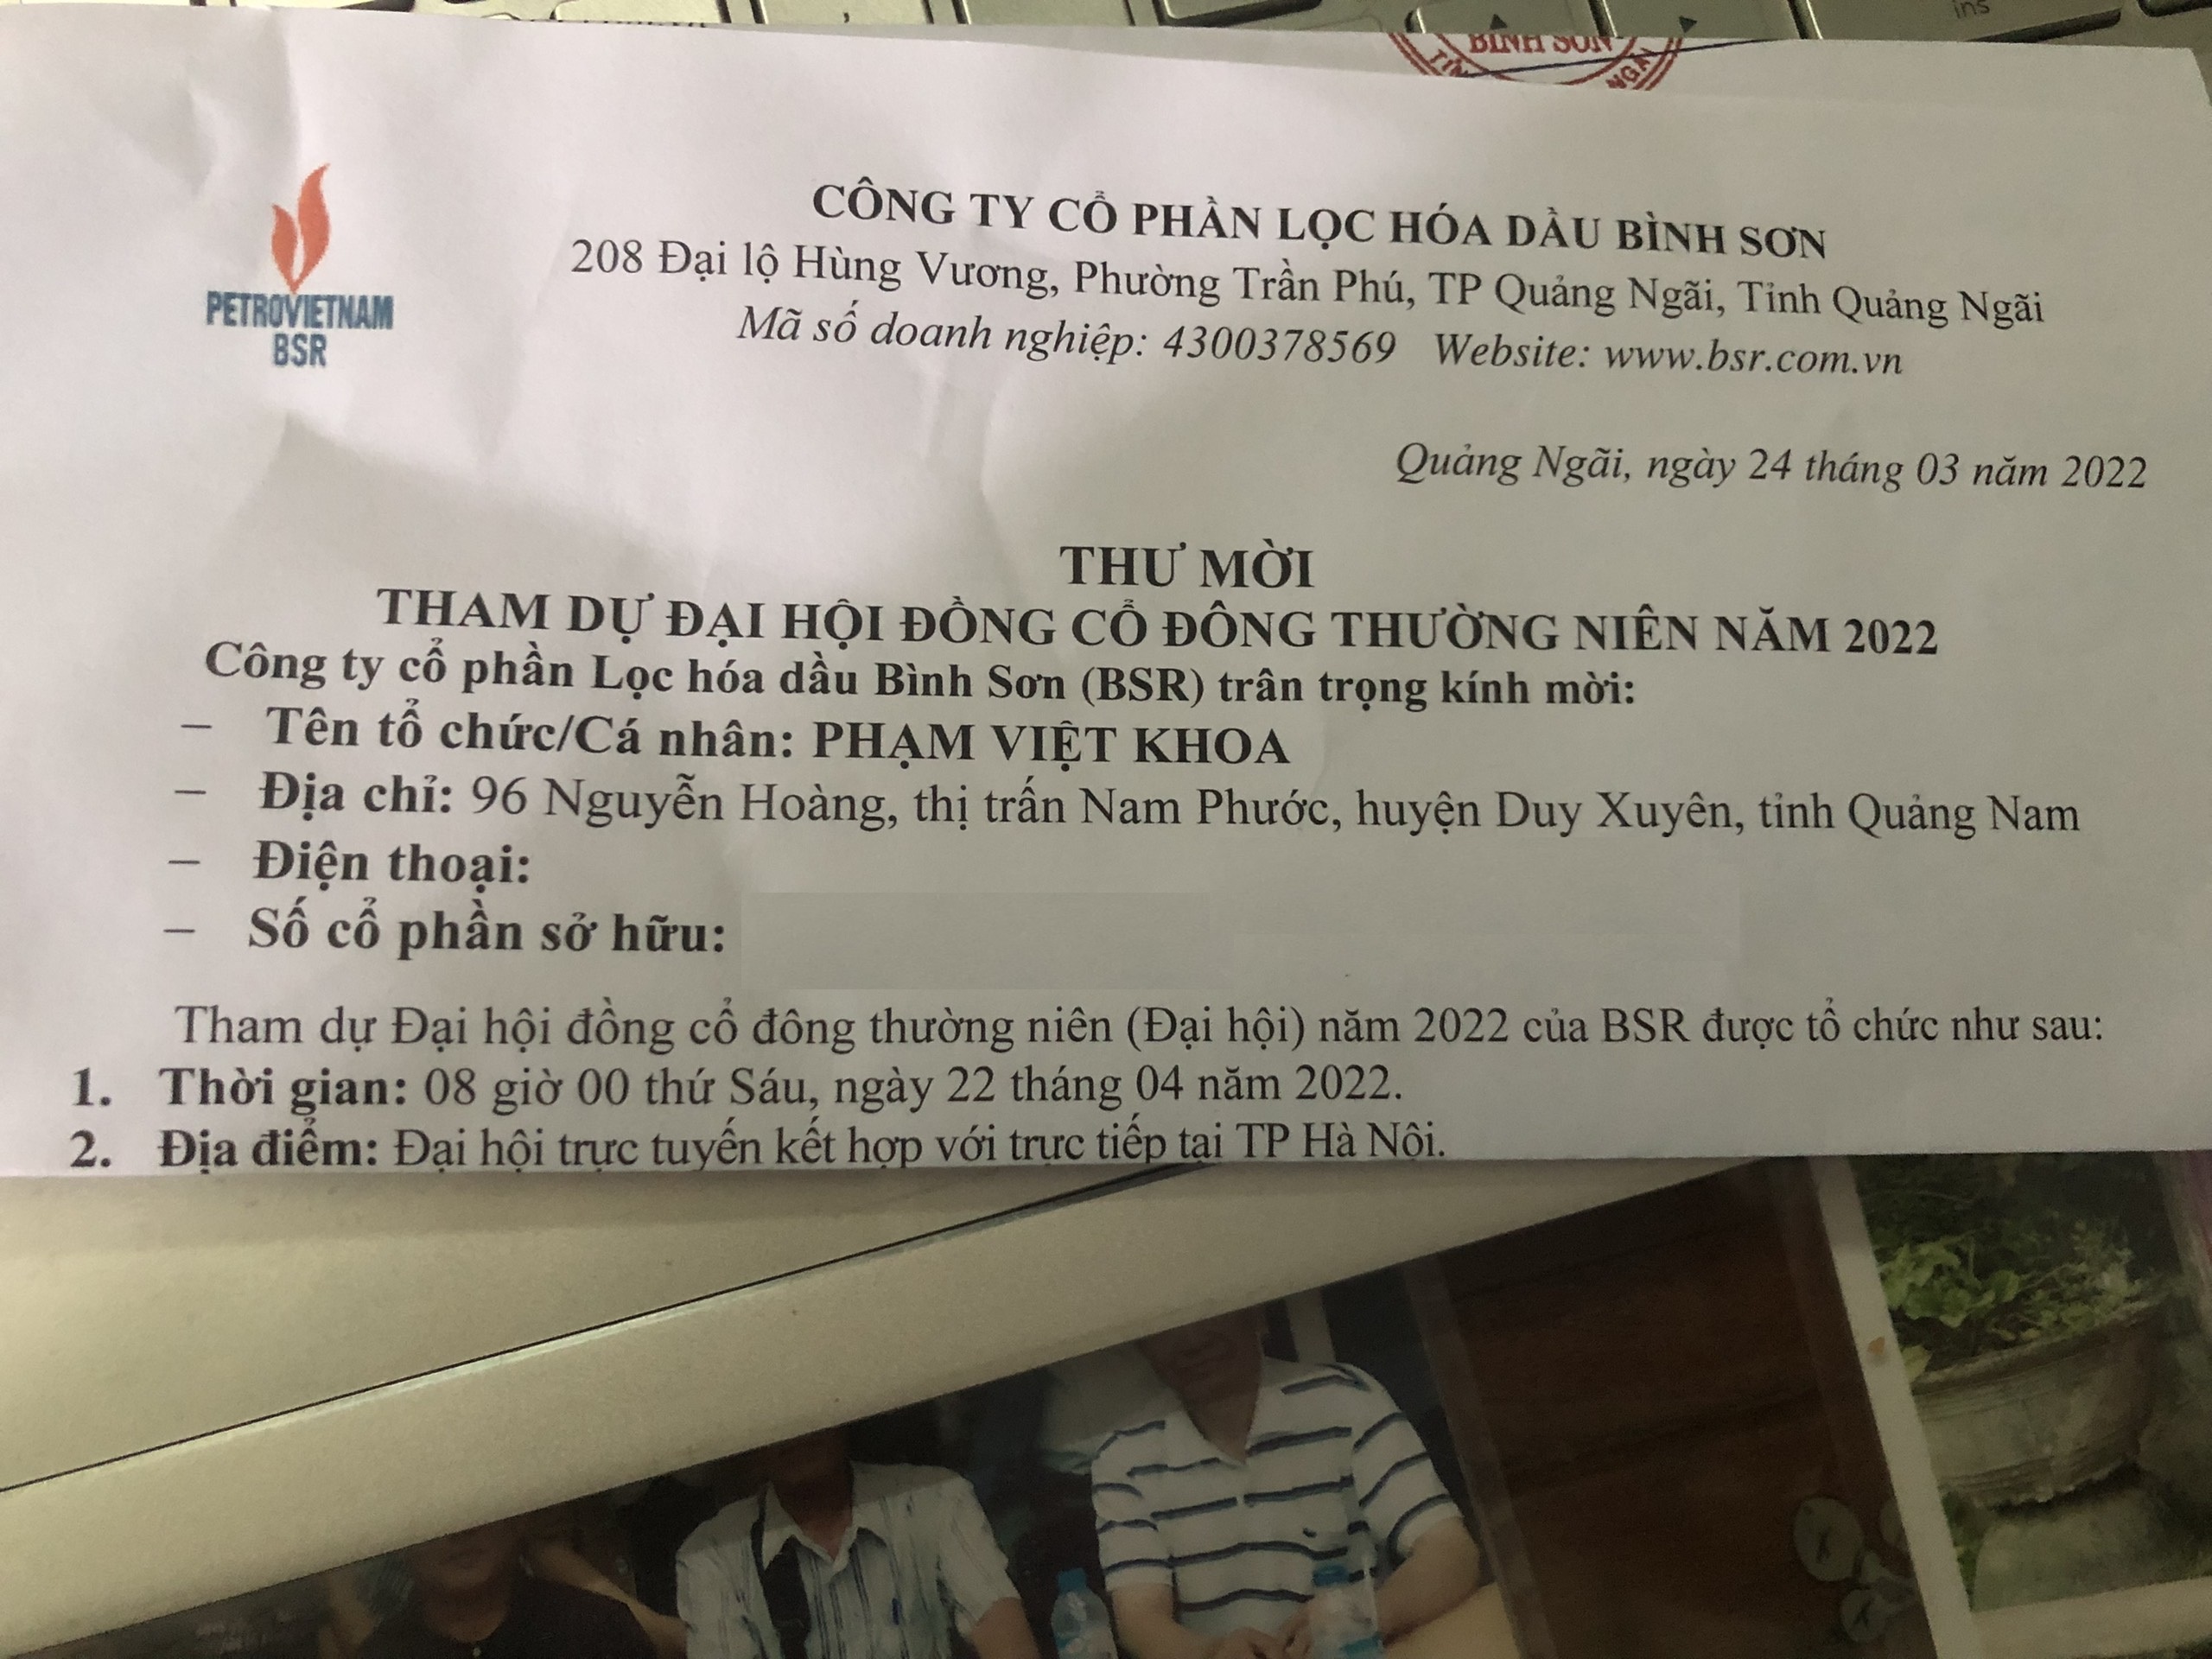 ins
BÌNH SƠN
TỈN NGÃI
PETROVIETNAM
BSR
CÔNG TY CỔ PHẦN LỌC HÓA DẦU BÌNH SƠN
208 Đại lộ Hùng Vương, Phường Trần Phú, TP Quảng Ngãi, Tỉnh Quảng Ngãi
Mã số doanh nghiệp: 4300378569 Website: www.bsr.com.vn
Quảng Ngãi, ngày 24 tháng 03 năm 2022
THƯ MỜI
THAM DỰ ĐẠI HỘI ĐỒNG CỔ ĐÔNG THƯỜNG NIÊN NĂM 2022
Công ty cổ phần Lọc hóa dầu Bình Sơn (BSR) trân trọng kính mời:
– Tên tổ chức/Cá nhân: PHẠM VIỆT KHOA
– Địa chỉ: 96 Nguyễn Hoàng, thị trấn Nam Phước, huyện Duy Xuyên, tỉnh Quảng Nam
– Điện thoại:
– Số cổ phần sở hữu:
Tham dự Đại hội đồng cổ đông thường niên (Đại hội) năm 2022 của BSR được tổ chức như sau:
1. Thời gian: 08 giờ 00 thứ Sáu, ngày 22 tháng 04 năm 2022.
2. Địa điểm: Đại hội trực tuyến kết hợp với trực tiếp tại TP Hà Nội.